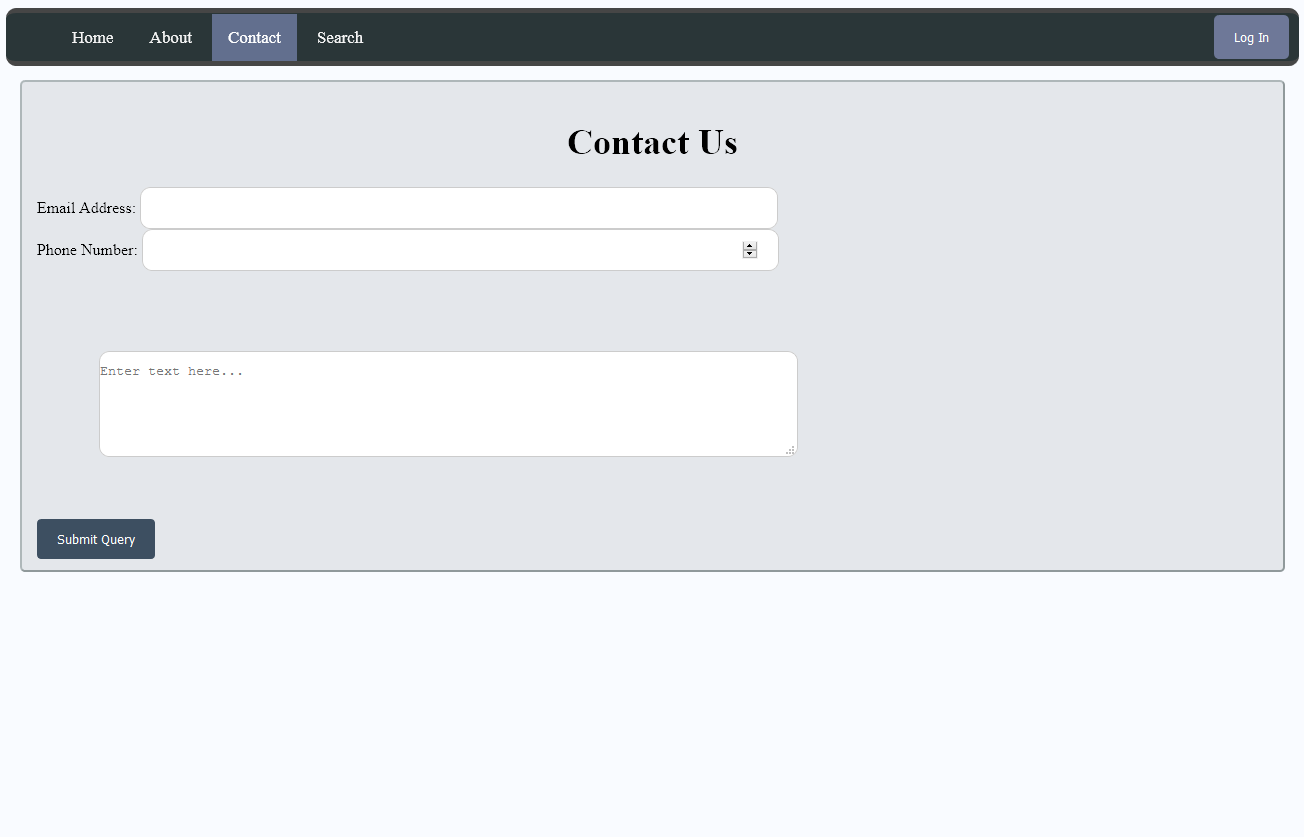 Home About Contact Search Log In
Contact Us
Email Address:
Phone Number:
Enter text here...
Submit Query